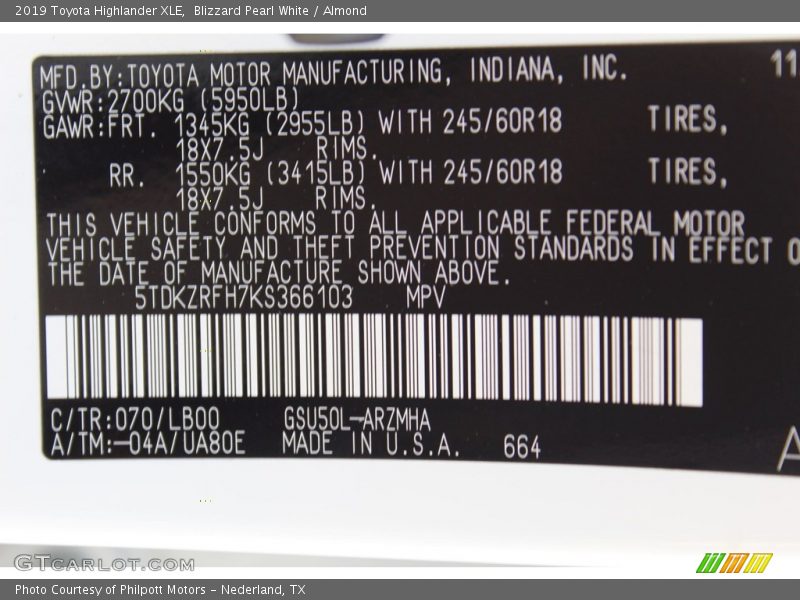 2019 Toyota Highlander XLE,  Blizzard Pearl White / Almond
MFD.BY:TOYOTA MOTOR MANUFACTURING, INDIANA, INC. 11
GVWR:2700KG (5950LB)
GAWR:FRT. 1345KG (2955LB) WITH 245/60R18 TIRES,
18X7.5J RIMS.
RR. 1550KG (3415LB) WITH 245/60R18 TIRES,
18X7.5J RIMS.
THIS VEHICLE CONFORMS TO ALL APPLICABLE FEDERAL MOTOR
VEHICLE SAFETY AND THEFT PREVENTION STANDARDS IN EFFECT O
THE DATE OF MANUFACTURE SHOWN ABOVE.
5TDKZRFH7KS366103 MPV
C/TR:070/LB00 GSU50L-ARZMHA
A/TM:-04A/UA80E MADE IN U.S.A. 664
A
GTCARLOT.COM
Photo Courtesy of Philpott Motors - Nederland, TX